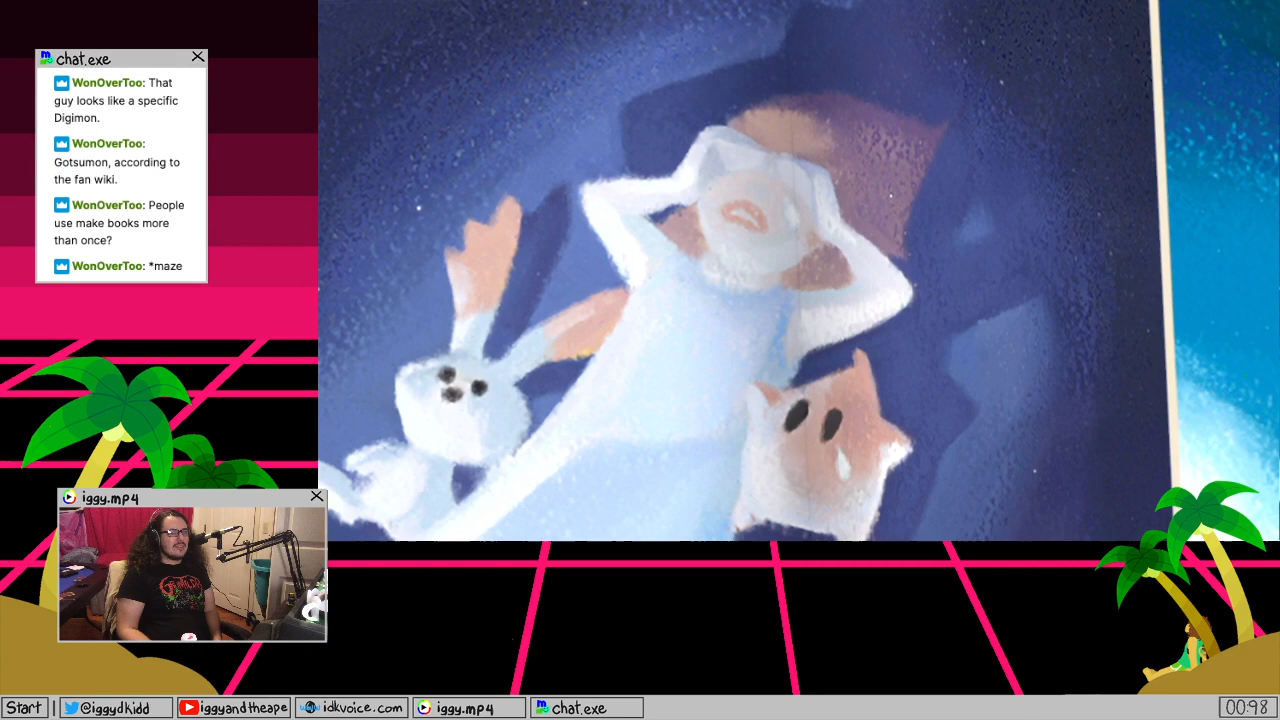 chat.exe
WonOverToo: That
guy looks like a specific
Digimon.
WonOverToo:
Gotsumon, according to
the fan wiki.
WonOverToo: People
use make books more
than once?
WonOverToo: *maze
iggy.mp4
Start
@iggydkidd
iggyandtheape
idkvoice.com
iggy.mp4
chat.exe
00:98